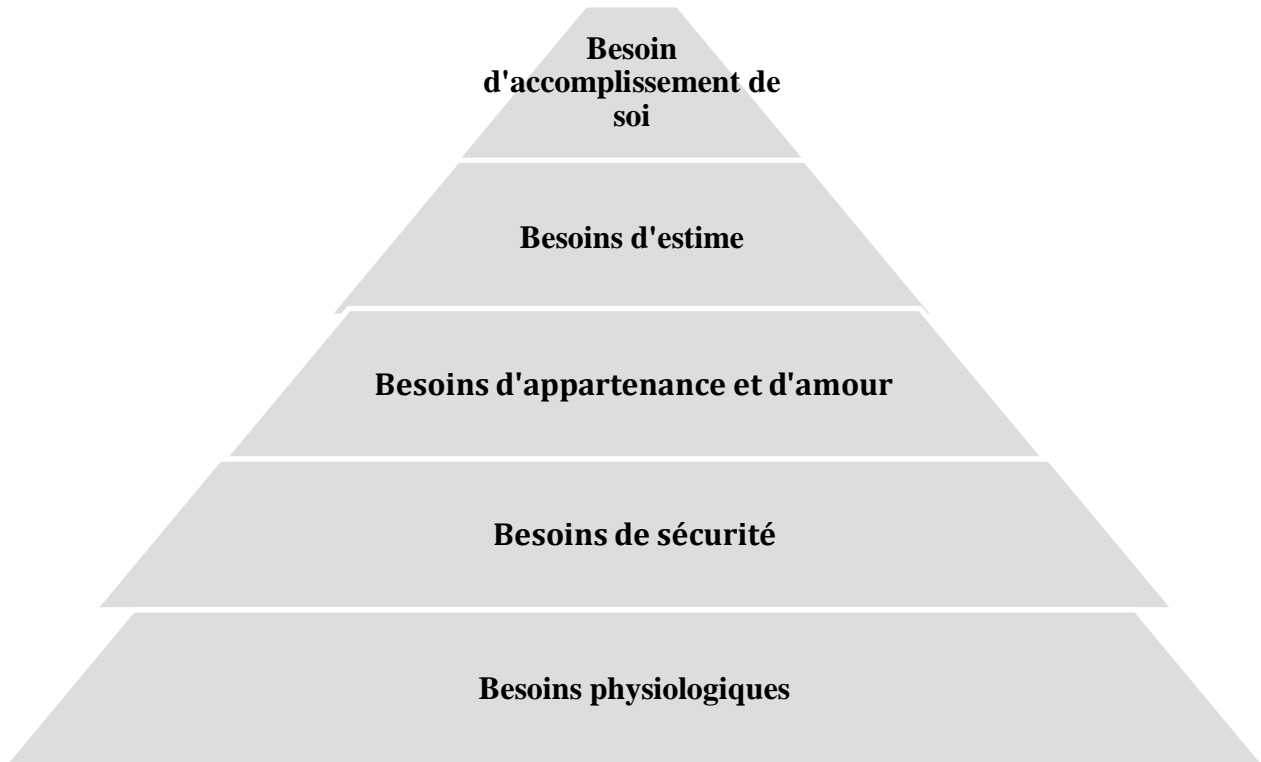 Besoin
d'accomplissement de
soi
Besoins d'estime
Besoins d'appartenance et d'amour
Besoins de sécurité
Besoins physiologiques